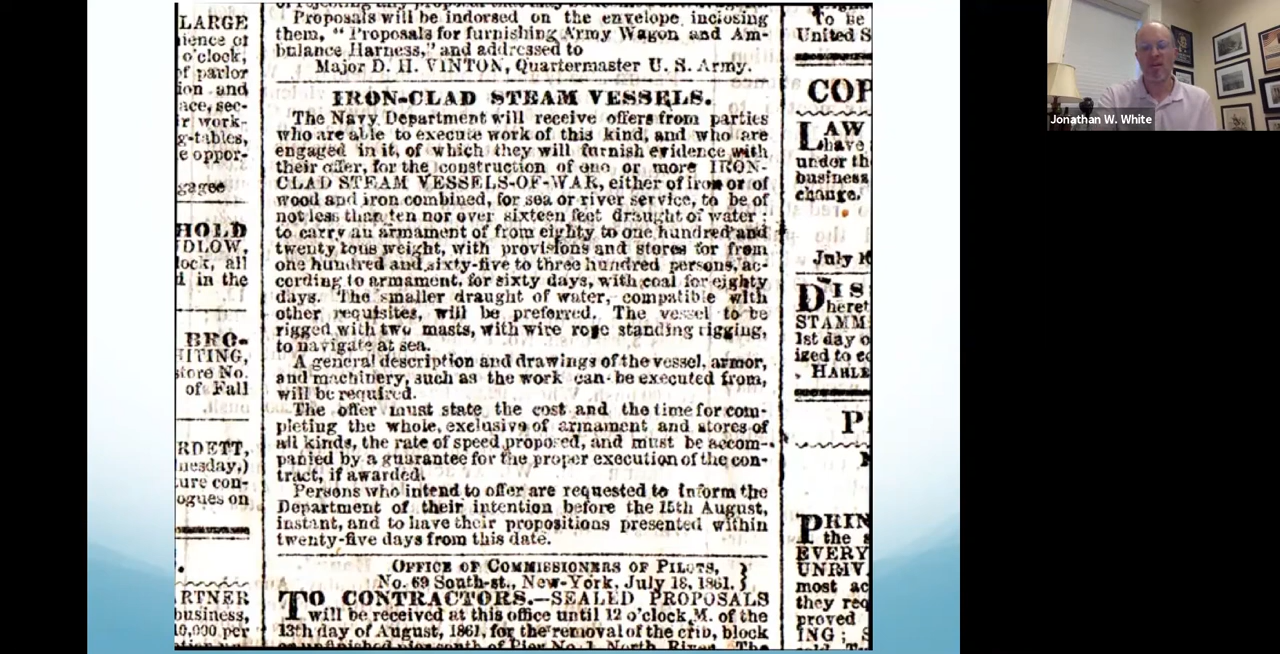 Proposals will be indorsed on the envelope, inclosing
them, “ Proposals for furnishing Army Wagon and Am-
bulance Harness,” and addressed to
Major D. H. VINTON, Quartermaster U. S. Army.
IRON-CLAD STEAM VESSELS.
The Navy Department will receive offers from parties
who are able to execute work of this kind, and who are
engaged in it, of which they will furnish evidence with
their offer, for the construction of one or more IRON-
CLAD STEAM VESSELS-OF-WAR, either of iron or of
wood and iron combined, for sea or river service, to be of
not less than ten nor over sixteen feet draught of water ;
to carry an armament of from eighty to one hundred and
twenty tons weight, with provisions and stores for from
one hundred and sixty-five to three hundred persons, ac-
cording to armament, for sixty days, with coal for eighty
days. The smaller draught of water, compatible with
other requisites, will be preferred. The vessel to be
rigged with two masts, with wire rope standing rigging,
to navigate at sea.
A general description and drawings of the vessel, armor,
and machinery, such as the work can be executed from,
will be required.
The offer must state the cost and the time for com-
pleting the whole, exclusive of armament and stores of
all kinds, the rate of speed proposed, and must be accom-
panied by a guarantee for the proper execution of the con-
tract, if awarded.
Persons who intend to offer are requested to inform the
Department of their intention before the 15th August,
instant, and to have their propositions presented within
twenty-five days from this date.
OFFICE OF COMMISSIONERS OF PILOTS,
No. 69 South-st., New-York, July 18, 1861.
TO CONTRACTORS.—SEALED PROPOSALS
will be received at this office until 12 o'clock M. of the
13th day of August, 1861, for the removal of the crib, block
LARGE
o'clock,
of parlor
ion and
ace, sec-
r work-
g-tables,
e oppor-
gagee
HOLD
DLOW,
lock, all
d in the
BRO-
ITING,
store No.
of Fall
RDETT,
nesday,)
ure con-
ogues on
RTNER
business,
10,000 per
To be
United S
COP
LAW
have
under th
business
change.
July 1
DIS
heret
STAMM
1st day o
ized to co
HARLE
P
PRIN
the s
EVERY
UNRIV
most ac
they req
proved
ING ; S
Jonathan W. White